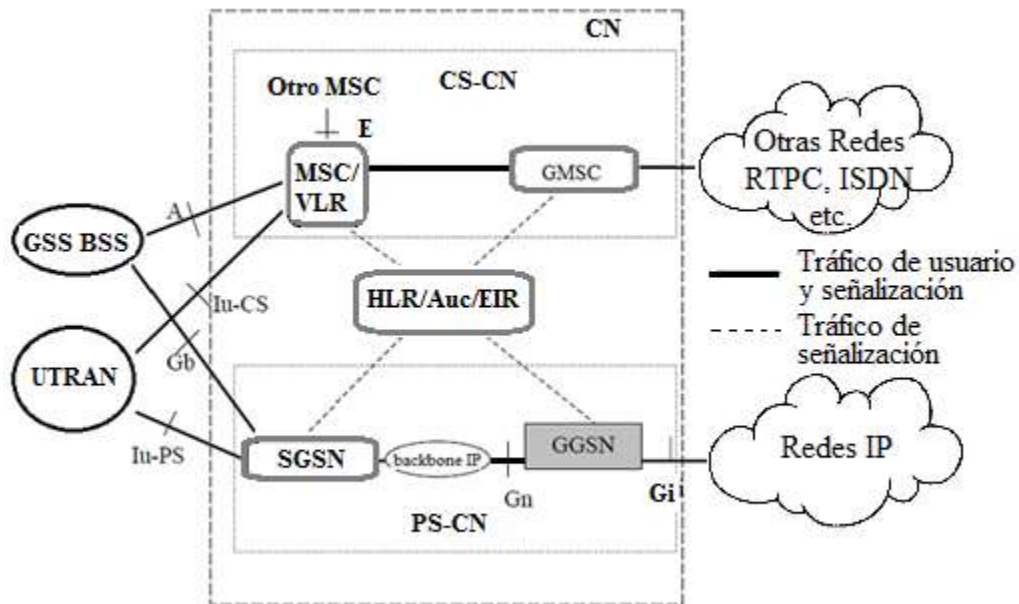 CN
CS-CN
Otro MSC
E
MSC/
VLR
GMSC
Otras Redes
RTPC, ISDN
etc.
A
GSS BSS
Iu-CS
HLR/Auc/EIR
Tráfico de usuario
y señalización
Tráfico de
señalización
Gb
UTRAN
Iu-PS
SGSN
backbone IP
Gn
GGSN
Gi
Redes IP
PS-CN